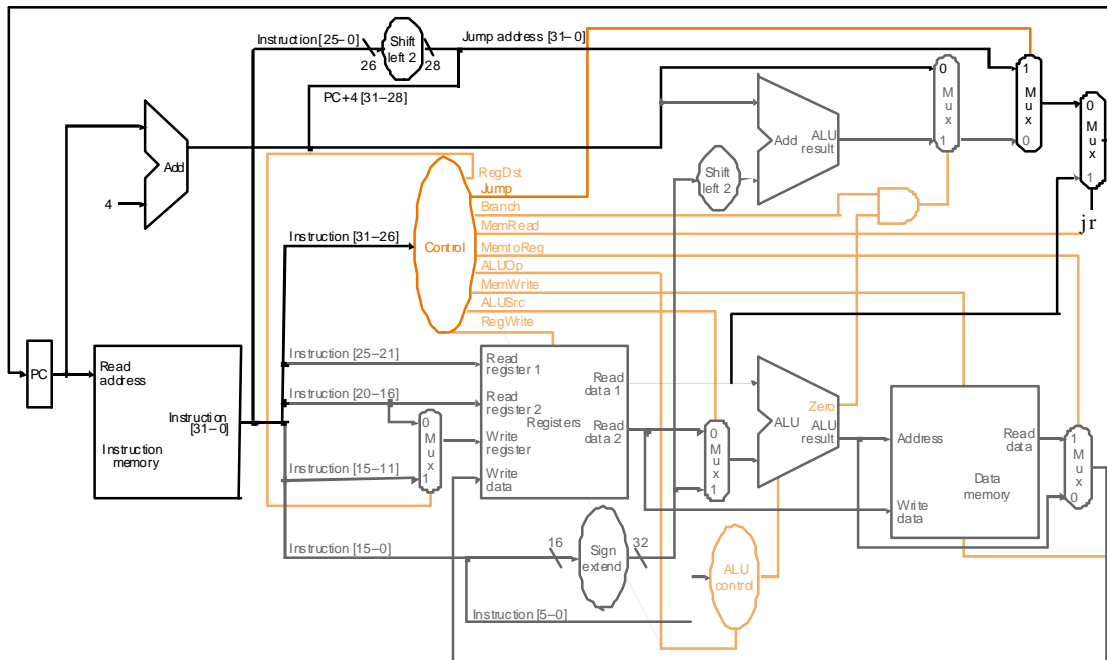 Instruction [25–0]
Shift
left 2
26
28
Jump address [31–0]
PC+4 [31–28]
Add
4
Add
ALU
result
0
M
u
x
1
1
M
u
x
0
0
M
u
x
1
jr
Shift
left 2
RegDst
Jump
Branch
MemRead
MemtoReg
ALUOp
MemWrite
ALUSrc
RegWrite
Control
Instruction [31–26]
PC
Read
address
Instruction
[31–0]
Instruction
memory
Instruction [25–21]
Instruction [20–16]
Instruction [15–11]
0
M
u
x
1
Read
register 1
Read
register 2
Write
register
Write
data
Registers
Read
data 1
Read
data 2
0
M
u
x
1
Zero
ALU
ALU
result
Address
Write
data
Read
data
Data
memory
1
M
u
x
0
Instruction [15–0]
16
Sign
extend
32
ALU
control
Instruction [5–0]